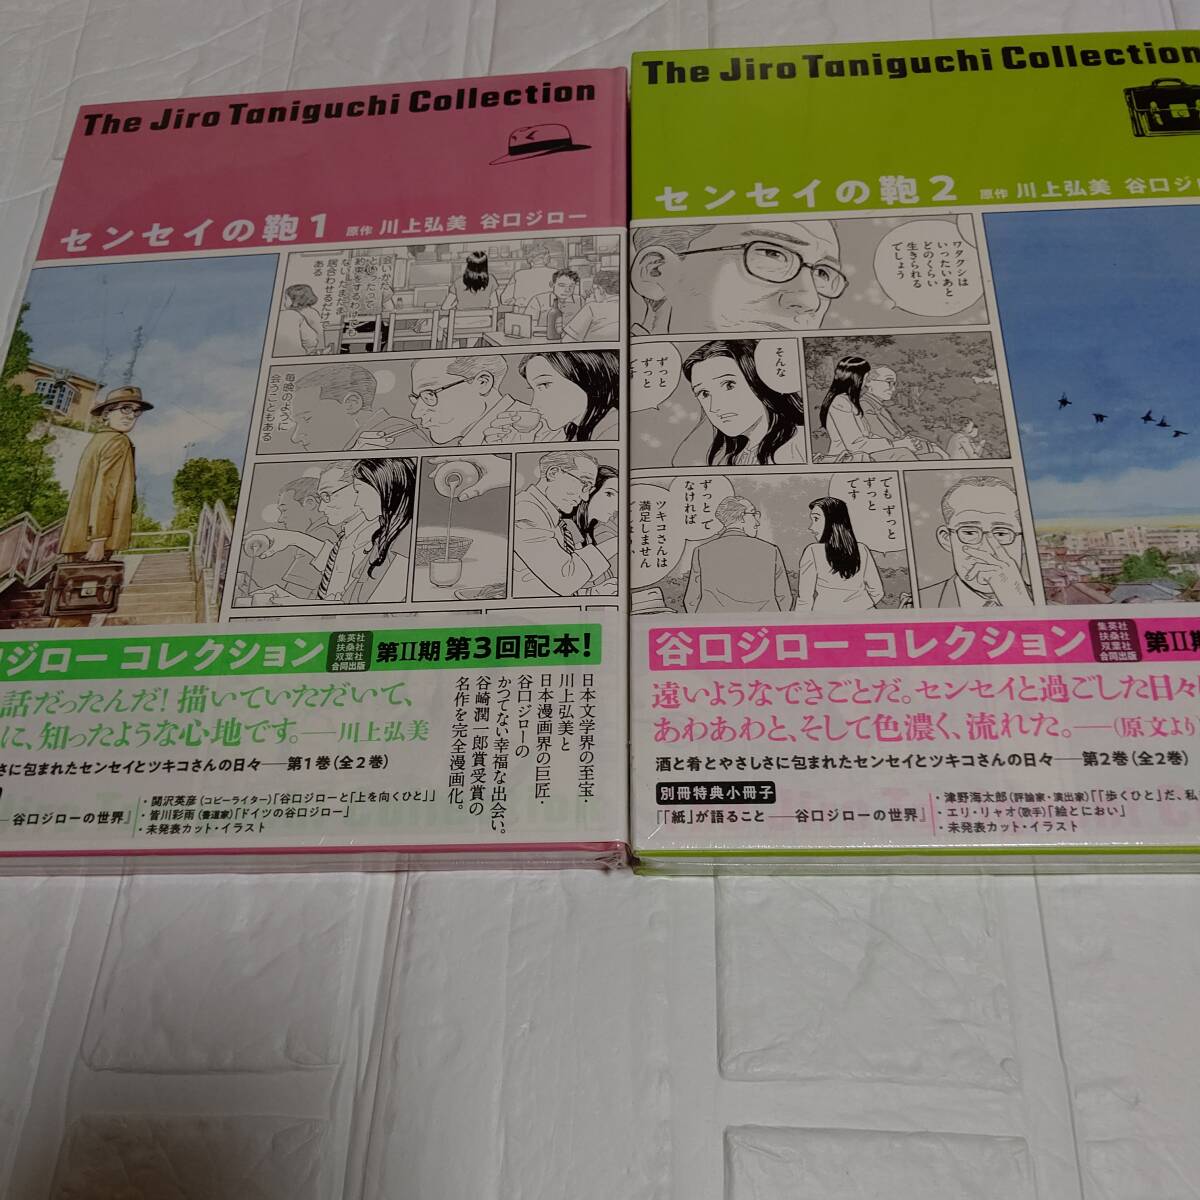 The Jiro Taniguchi Collection
センセイの鞄 1 原作 川上弘美 谷口ジロー
会いかた
といったって
約束をするわけでも
ない たまたま
居合わせるだけで
ある
毎晩のように
会うこともある
ジロー コレクション
集英社
扶桑社
双葉社
合同出版
第II期 第3回配本!
話だったんだ! 描いていただいて、
に、知ったような心地です。——川上弘美
さに包まれたセンセイとツキコさんの日々——第1巻(全2巻)
——谷口ジローの世界』
・関沢英彦(コピーライター)「谷口ジローと「上を向くひと」」
・皆川彩雨(書道家)「ドイツの谷口ジロー」
・未発表カット・イラスト
日本文学界の至宝・
川上弘美と
日本漫画界の巨匠・
谷口ジローの
かつてない幸福な出会い。
谷崎潤一郎賞受賞の
名作を完全漫画化。
The Jiro Taniguchi Collection
センセイの鞄 2 原作 川上弘美 谷口ジロ
ワタクシは
いったいあと
どのくらい
生きられる
でしょう
そんな
ずっと
ずっと
です
でも ずっと
ずっと
です
ずっと で
なければ
ツキコさんは
満足しません
谷口ジロー コレクション
集英社
扶桑社
双葉社
合同出版
第II期
遠いようなできごとだ。センセイと過ごした日々
あわあわと、そして色濃く、流れた。——(原文より
酒と肴とやさしさに包まれたセンセイとツキコさんの日々——第2巻(全2巻)
別冊特典小冊子
『「紙」が語ること——谷口ジローの世界』
・津野海太郎(評論家・演出家)「「歩くひと」だ、私
・エリ・リャオ(歌手)「絵とにおい」
・未発表カット・イラスト